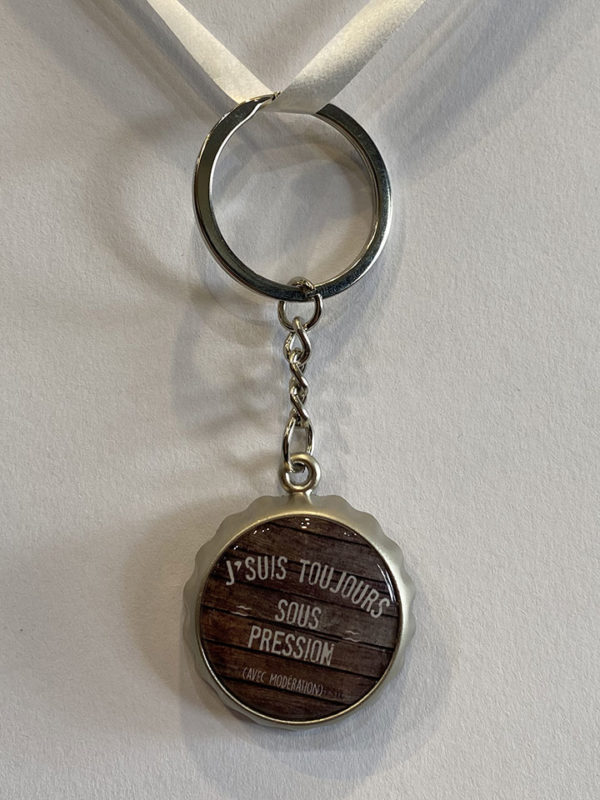 J'SUIS TOUJOURS
SOUS
PRESSION
(AVEC MODÉRATION)